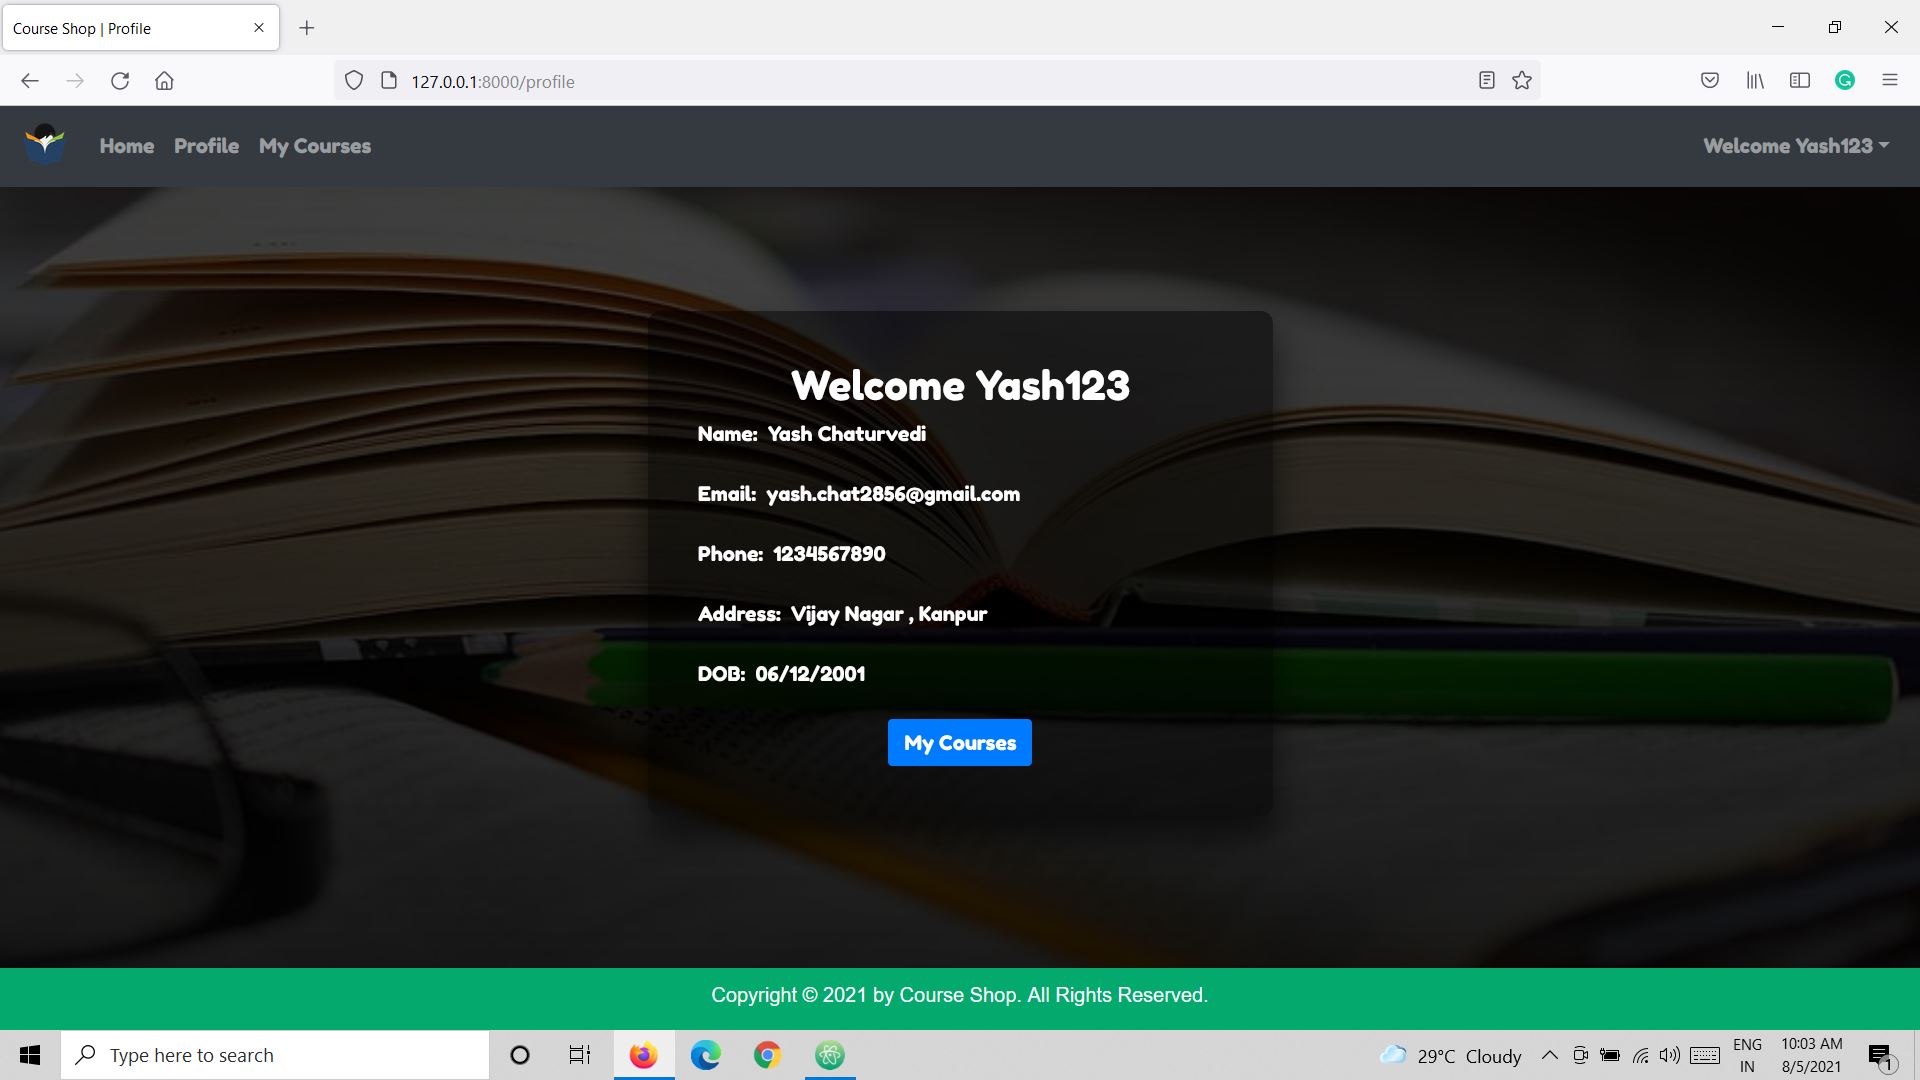 Course Shop | Profile
127.0.0.1:8000/profile
Home Profile My Courses
Welcome Yash123
Welcome Yash123
Name: Yash Chaturvedi
Email: yash.chat2856@gmail.com
Phone: 1234567890
Address: Vijay Nagar , Kanpur
DOB: 06/12/2001
My Courses
Copyright © 2021 by Course Shop. All Rights Reserved.
Type here to search
29°C Cloudy
ENG
IN
10:03 AM
8/5/2021
1